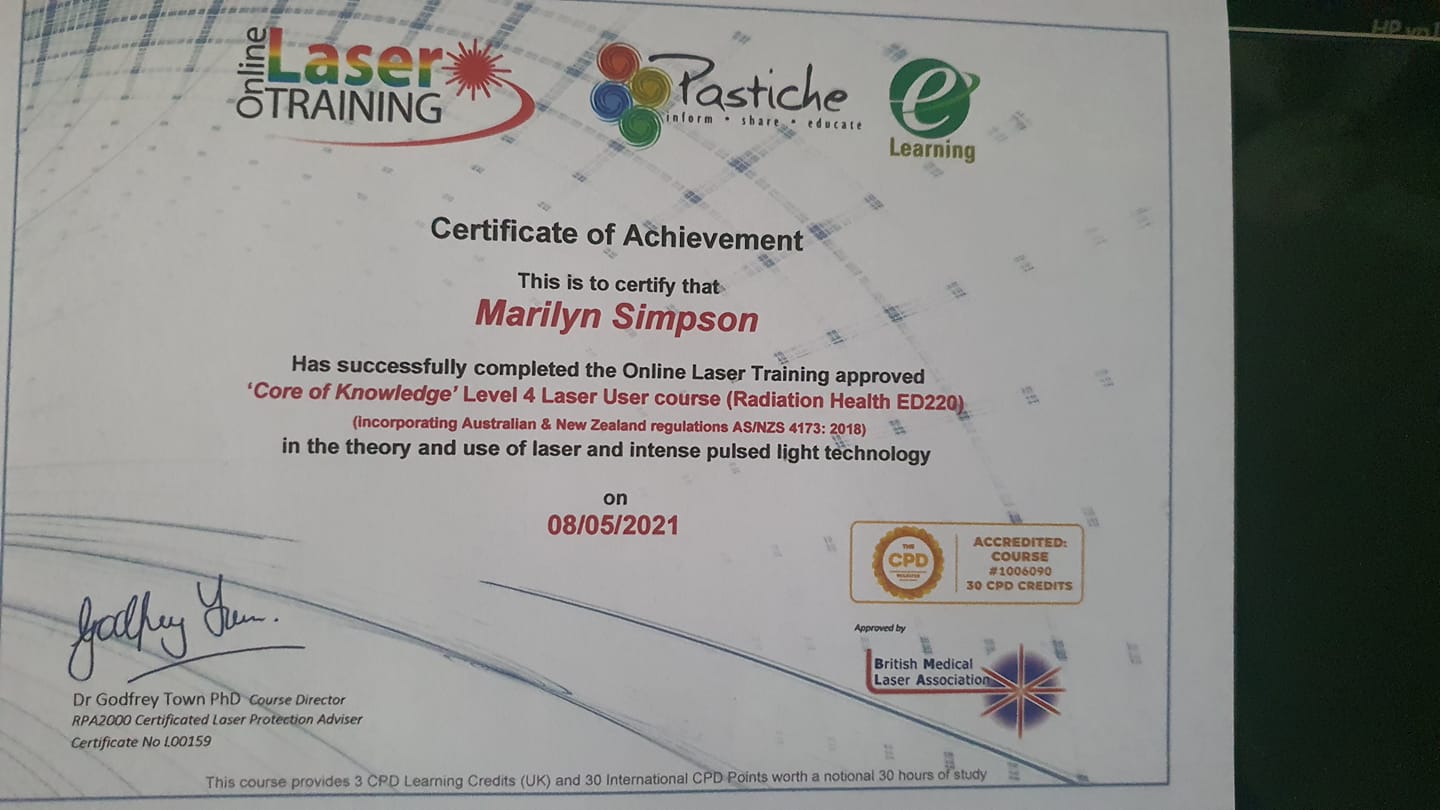 Online
Laser
TRAINING
Pastiche
inform • share • educate
e
Learning
Certificate of Achievement
This is to certify that
Marilyn Simpson
Has successfully completed the Online Laser Training approved
‘Core of Knowledge’ Level 4 Laser User course (Radiation Health ED220)
(incorporating Australian & New Zealand regulations AS/NZS 4173: 2018)
in the theory and use of laser and intense pulsed light technology
on
08/05/2021
THE
CPD
REGISTER
ACCREDITED:
COURSE
#1006090
30 CPD CREDITS
Godfrey Town
Dr Godfrey Town PhD Course Director
RPA2000 Certificated Laser Protection Adviser
Certificate No L00159
Approved by
British Medical
Laser Association
This course provides 3 CPD Learning Credits (UK) and 30 International CPD Points worth a notional 30 hours of study
HP